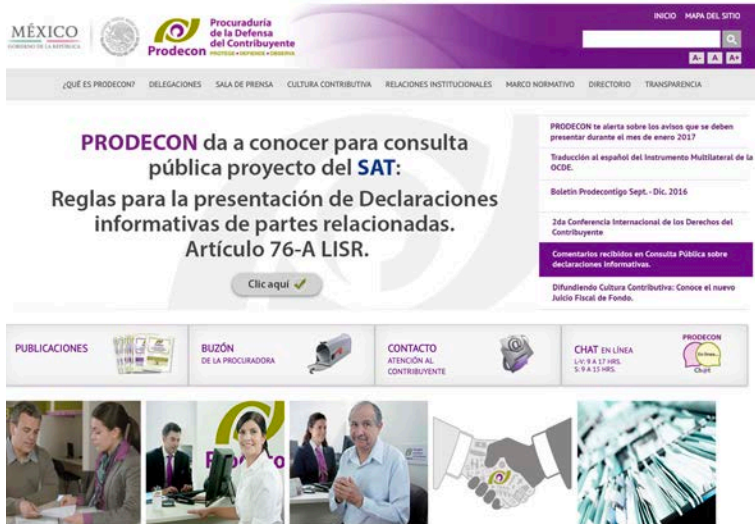 MÉXICO
GOBIERNO DE LA REPÚBLICA
Prodecon
Procuraduría
de la Defensa
del Contribuyente
PROTEGE•DEFIENDE•OBSERVA
INICIO MAPA DEL SITIO
A- A A+
¿QUÉ ES PRODECON? DELEGACIONES SALA DE PRENSA CULTURA CONTRIBUTIVA RELACIONES INSTITUCIONALES MARCO NORMATIVO DIRECTORIO TRANSPARENCIA
PRODECON da a conocer para consulta
pública proyecto del SAT:
Reglas para la presentación de Declaraciones
informativas de partes relacionadas.
Artículo 76-A LISR.
Clic aquí
PRODECON te alerta sobre los avisos que se deben
presentar durante el mes de enero 2017
Traducción al español del Instrumento Multilateral de la
OCDE.
Boletín Prodecontigo Sept. - Dic. 2016
2da Conferencia Internacional de los Derechos del
Contribuyente
Comentarios recibidos en Consulta Pública sobre
declaraciones informativas.
Difundiendo Cultura Contributiva: Conoce el nuevo
Juicio Fiscal de Fondo.
PUBLICACIONES
BUZÓN
DE LA PROCURADORA
CONTACTO
ATENCIÓN AL
CONTRIBUYENTE
CHAT EN LÍNEA
L-V: 9 A 17 HRS.
S: 9 A 15 HRS.
PRODECON
En línea...
Ch@t